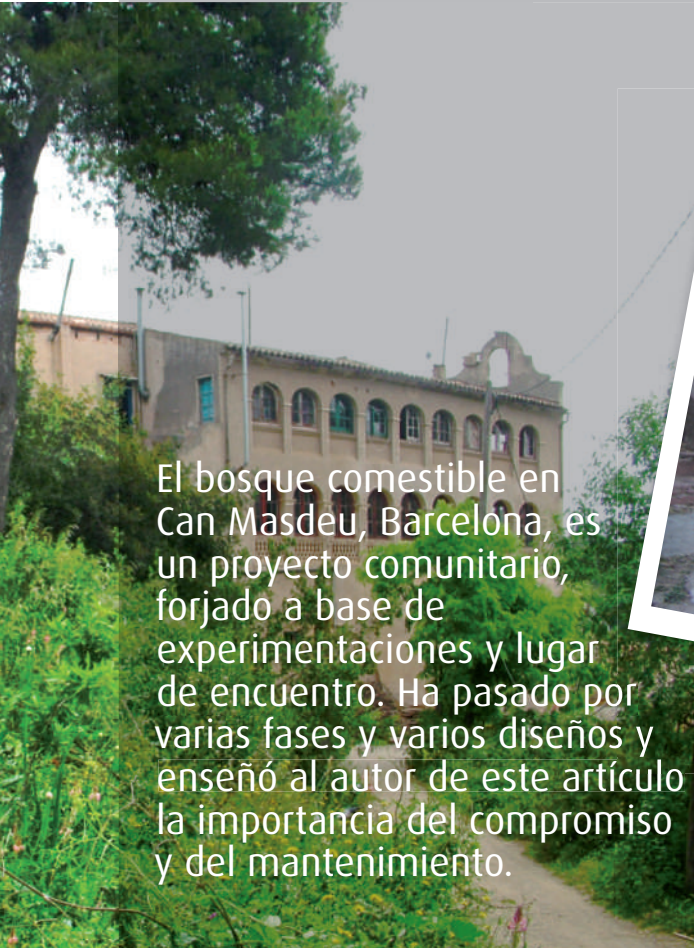 El bosque comestible en
Can Masdeu, Barcelona, es
un proyecto comunitario,
forjado a base de
experimentaciones y lugar
de encuentro. Ha pasado por
varias fases y varios diseños y
enseñó al autor de este artículo
la importancia del compromiso
y del mantenimiento.